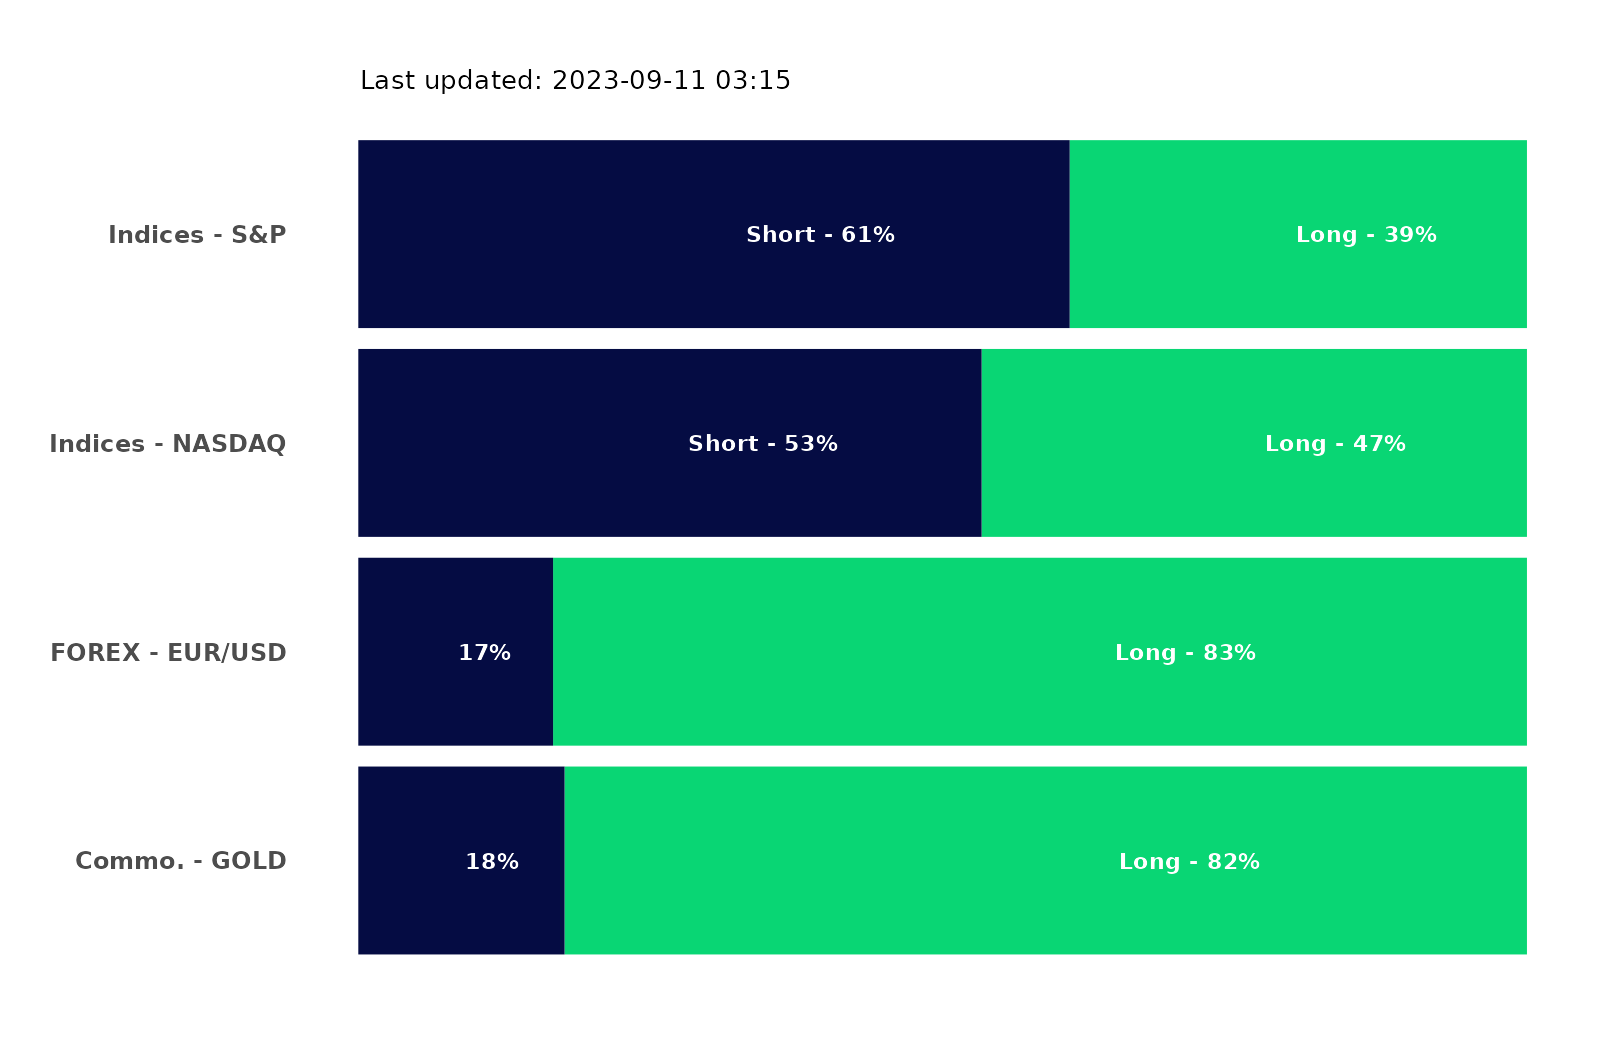 Last updated: 2023-09-11 03:15
Indices - S&P
Short - 61%
Long - 39%
Indices - NASDAQ
Short - 53%
Long - 47%
FOREX - EUR/USD
17%
Long - 83%
Commo. - GOLD
18%
Long - 82%